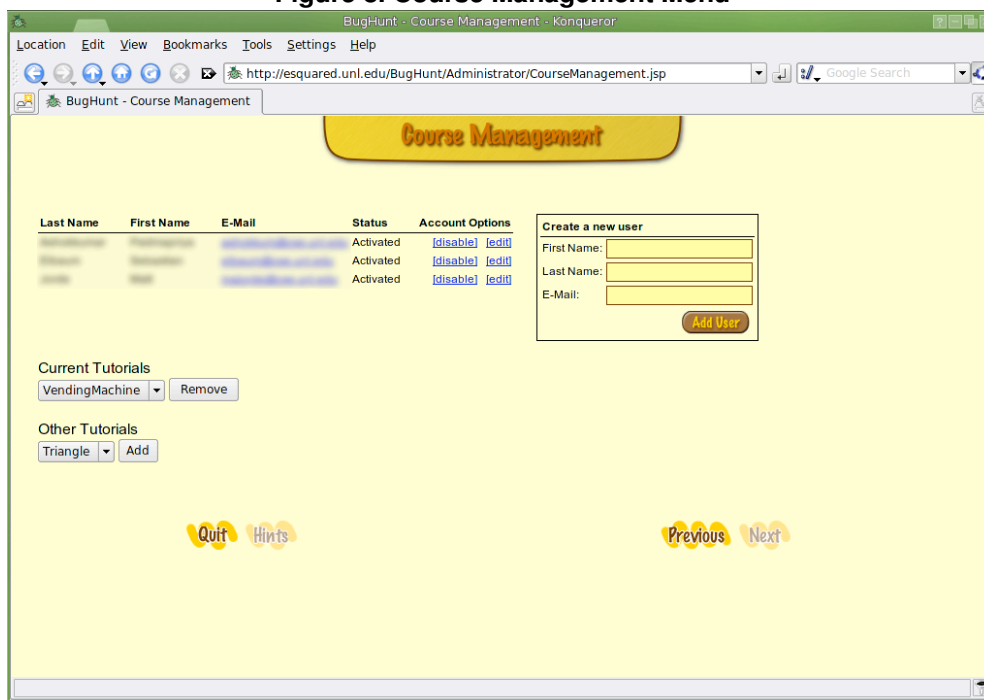 Figure 8. Course Management Menu
BugHunt - Course Management - Konqueror
Location Edit View Bookmarks Tools Settings Help
http://esquared.unl.edu/BugHunt/Administrator/CourseManagement.jsp Google Search
BugHunt - Course Management
Course Management
Last Name First Name E-Mail Status Account Options
Activated [disable] [edit]
Activated [disable] [edit]
Activated [disable] [edit]
Create a new user
First Name:
Last Name:
E-Mail:
Add User
Current Tutorials
VendingMachine Remove
Other Tutorials
Triangle Add
Quit Hints Previous Next